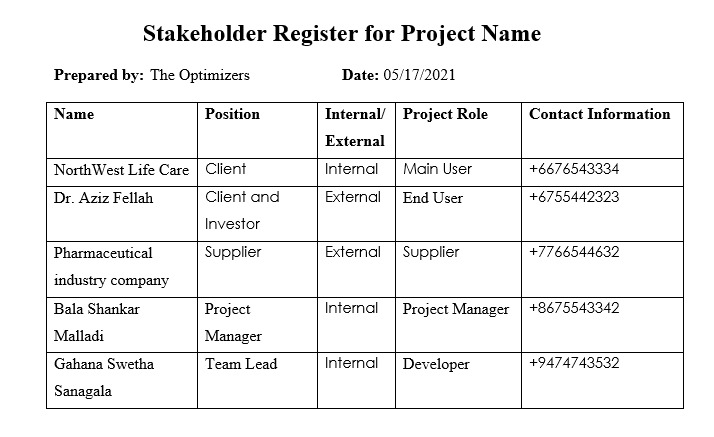 Stakeholder Register for Project Name
Prepared by: The Optimizers Date: 05/17/2021
Name Position Internal/ Project Role Contact Information
External
NorthWest Life Care Client Internal Main User +6676543334
Dr. Aziz Fellah Client and External End User +6755442323
Investor
Pharmaceutical Supplier External Supplier +7766544632
industry company
Bala Shankar Project Internal Project Manager +8675543342
Malladi Manager
Gahana Swetha Team Lead Internal Developer +9474743532
Sanagala